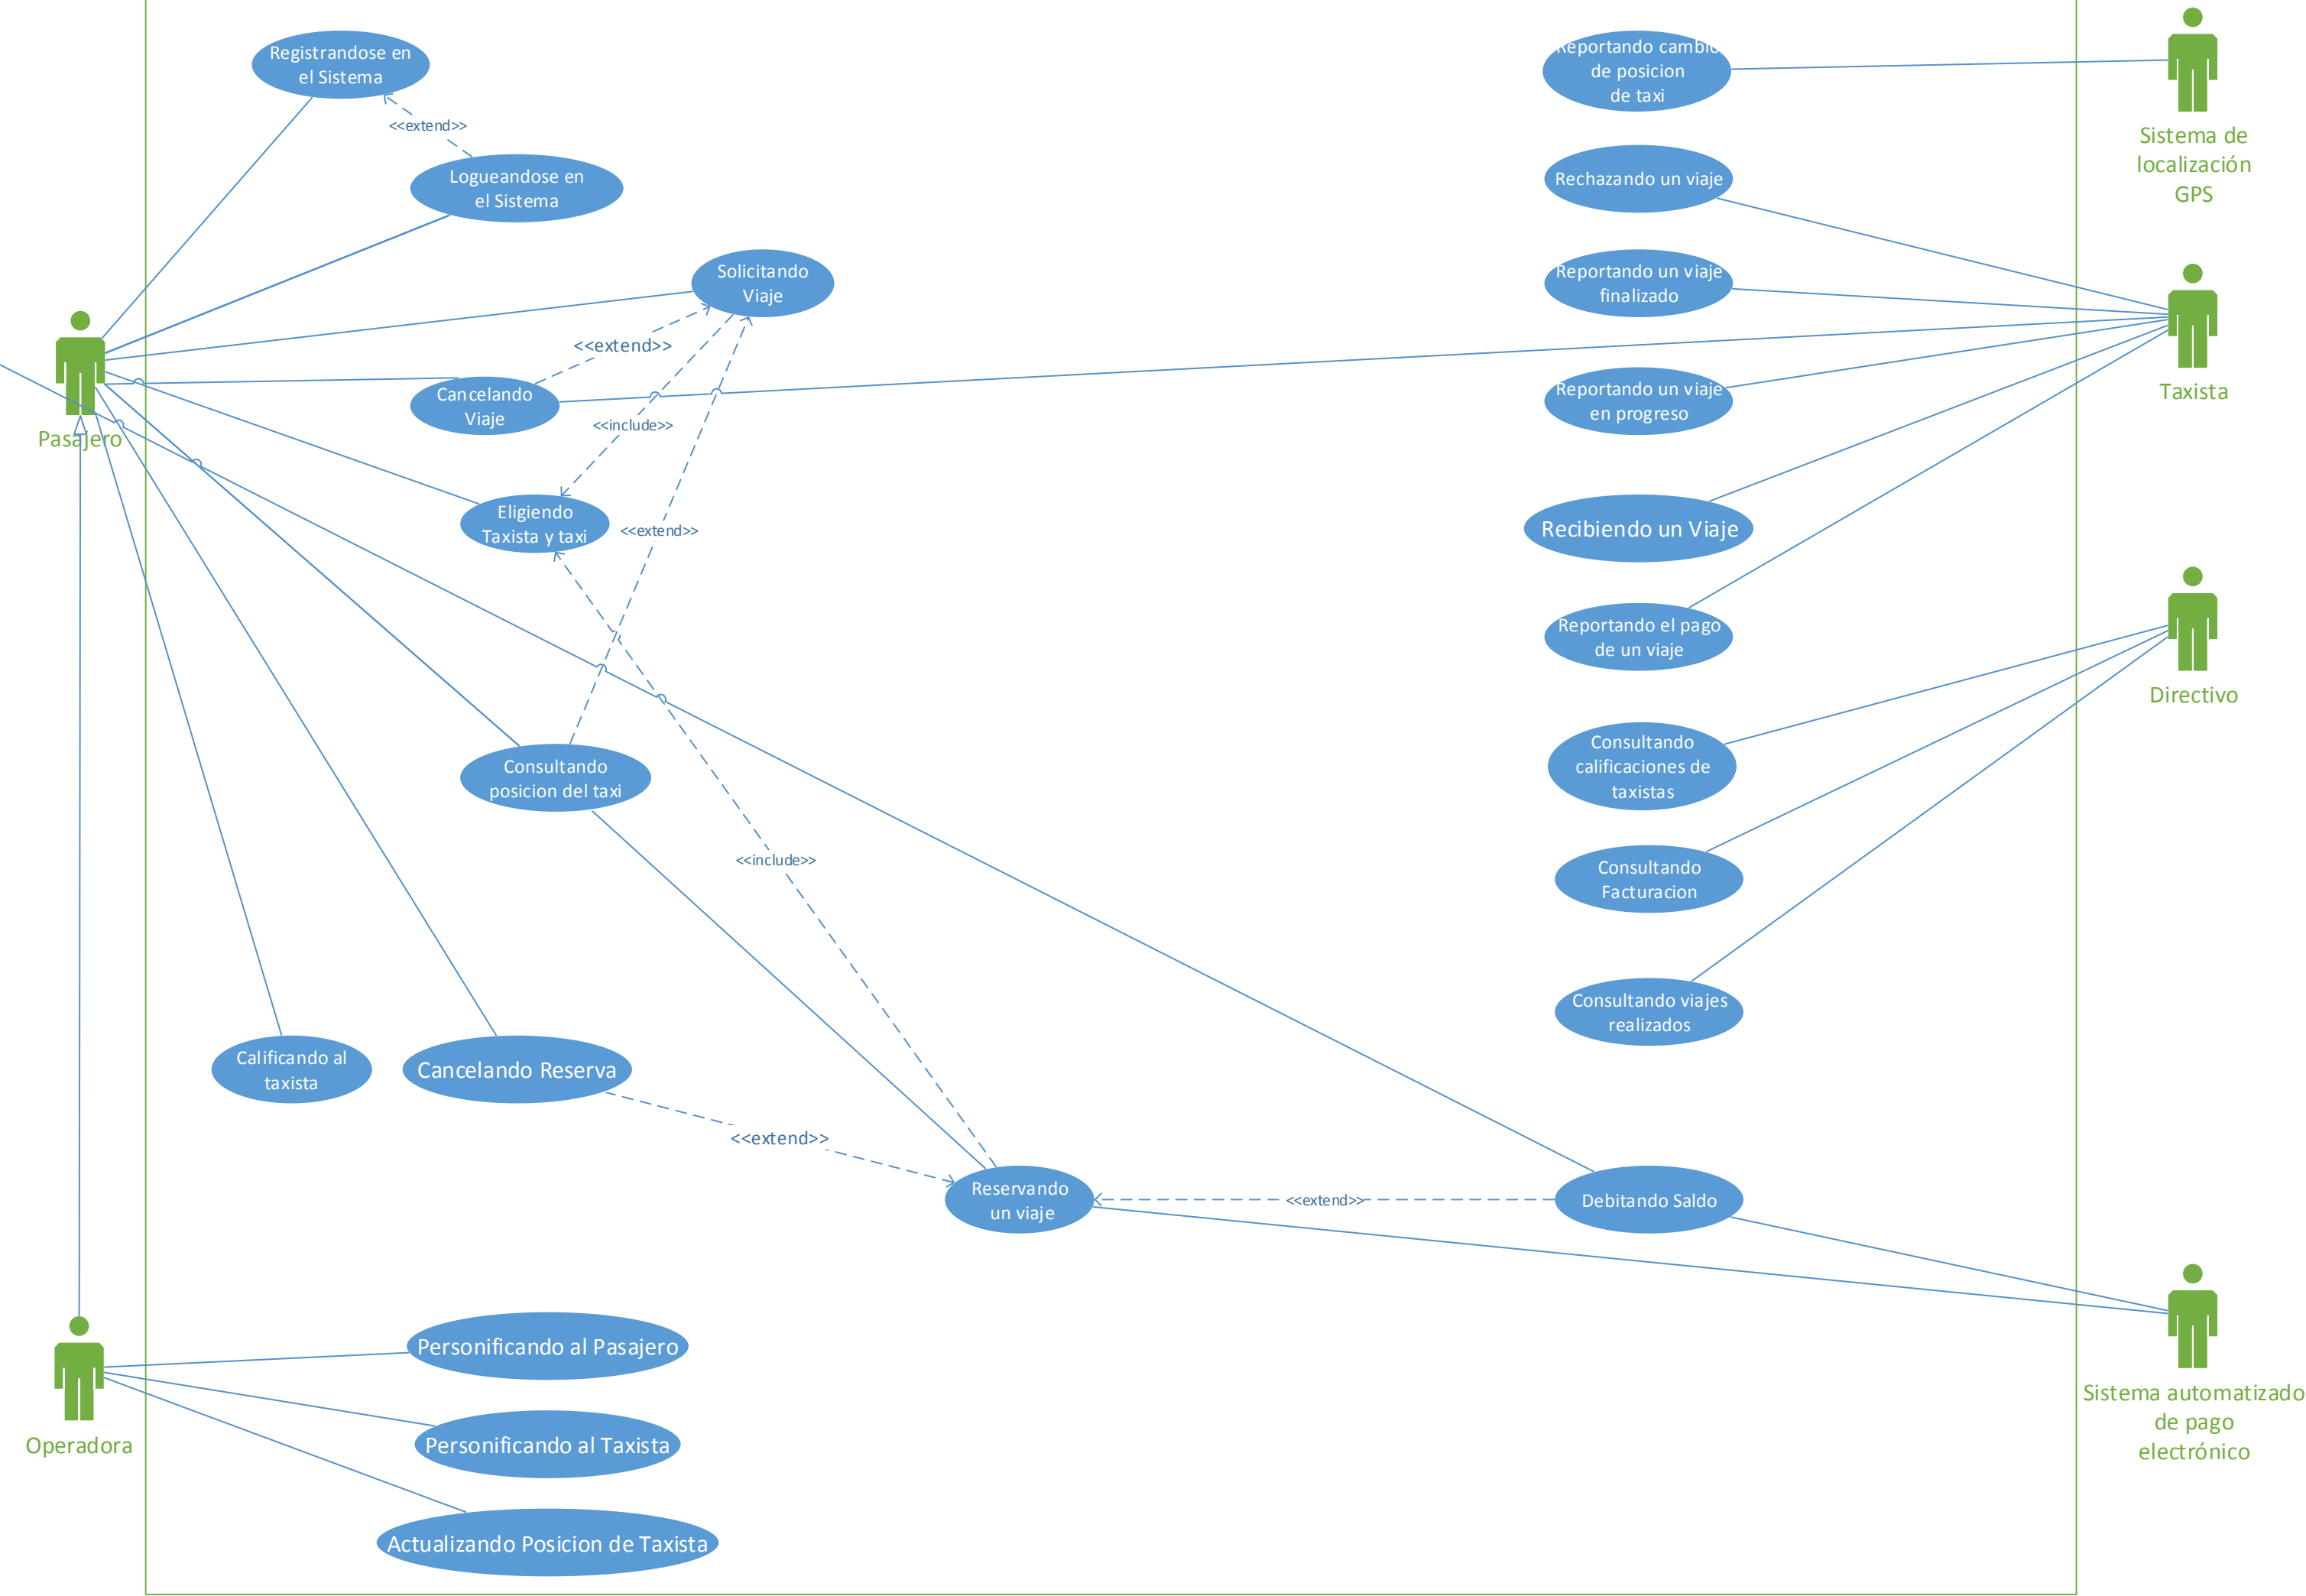 Registrandose en
el Sistema
<<extend>>
Logueandose en
el Sistema
Solicitando
Viaje
<<extend>>
Cancelando
Viaje
Pasajero
<<include>>
Eligiendo
Taxista y taxi
<<extend>>
Consultando
posicion del taxi
<<include>>
Calificando al
taxista
Cancelando Reserva
<<extend>>
Reservando
un viaje
<<extend>>
Debitando Saldo
Personificando al Pasajero
Operadora
Personificando al Taxista
Actualizando Posicion de Taxista
Reportando cambio
de posicion
de taxi
Sistema de
localización
GPS
Rechazando un viaje
Reportando un viaje
finalizado
Taxista
Reportando un viaje
en progreso
Recibiendo un Viaje
Reportando el pago
de un viaje
Directivo
Consultando
calificaciones de
taxistas
Consultando
Facturacion
Consultando viajes
realizados
Sistema automatizado
de pago
electrónico